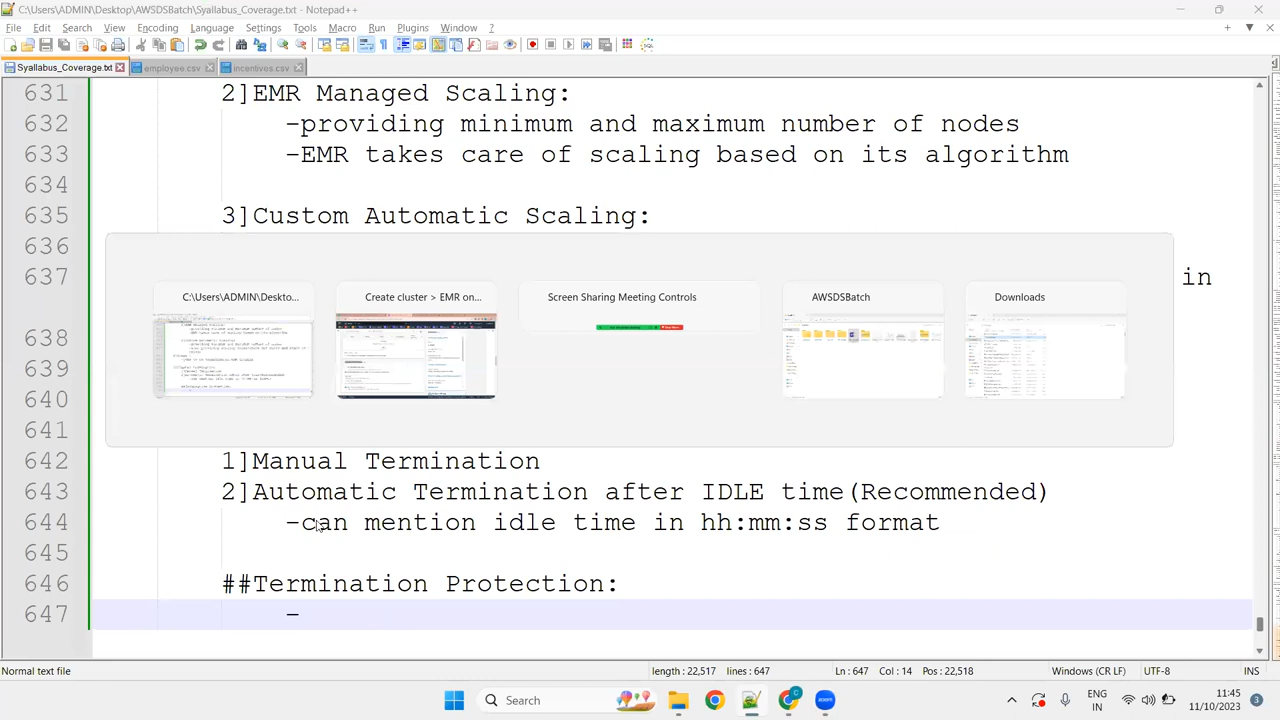 C:\Users\ADMIN\Desktop\AWSDSBatch\Syallabus_Coverage.txt - Notepad++
File Edit Search View Encoding Language Settings Tools Macro Run Plugins Window ?
Syallabus_Coverage.txt employee.csv incentives.csv
631 2]EMR Managed Scaling:
632 -providing minimum and maximum number of nodes
633 -EMR takes care of scaling based on its algorithm
634
635 3]Custom Automatic Scaling:
636
637 in
C:\Users\ADMIN\Deskto... Create cluster > EMR on... Screen Sharing Meeting Controls AWSDSBatch Downloads
638
639
640
641
642 1]Manual Termination
643 2]Automatic Termination after IDLE time(Recommended)
644 -can mention idle time in hh:mm:ss format
645
646 ##Termination Protection:
647 -
Normal text file length : 22,517 lines : 647 Ln : 647 Col : 14 Pos : 22,518 Windows (CR LF) UTF-8 INS
Search ENG IN 11:45 11/10/2023 3